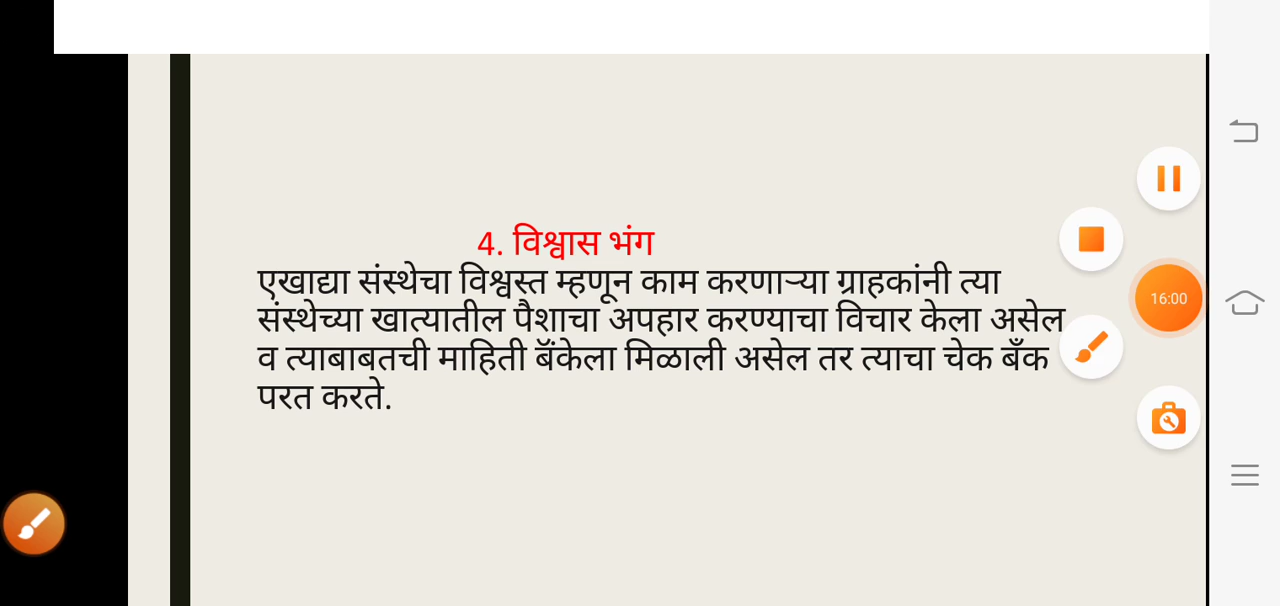 4. विश्वास भंग
एखाद्या संस्थेचा विश्वस्त म्हणून काम करणाऱ्या ग्राहकांनी त्या
संस्थेच्या खात्यातील पैशाचा अपहार करण्याचा विचार केला असेल
व त्याबाबतची माहिती बॅंकेला मिळाली असेल तर त्याचा चेक बँक
परत करते.
16:00